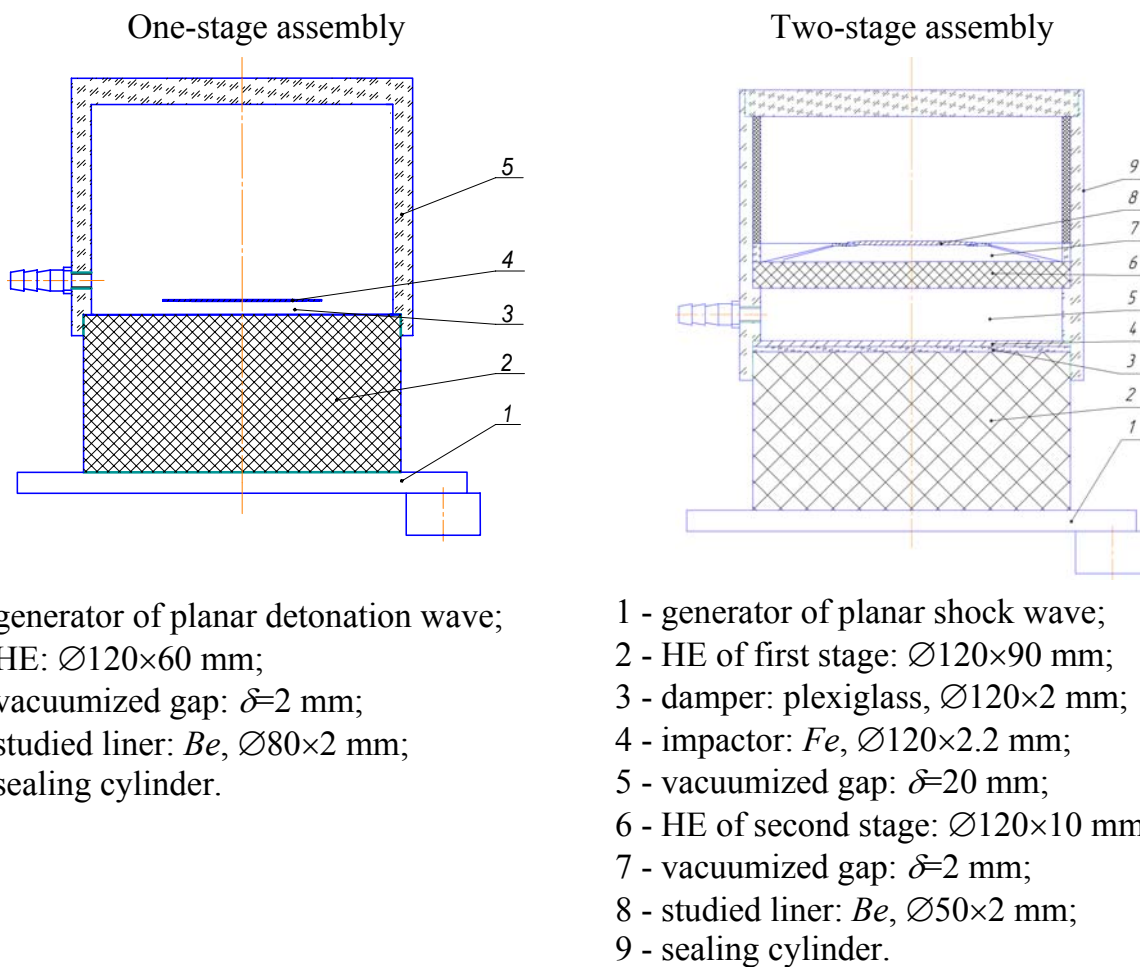 One-stage assembly
5
4
3
2
1
generator of planar detonation wave;
HE: ∅120×60 mm;
vacuumized gap: δ=2 mm;
studied liner: Be, ∅80×2 mm;
sealing cylinder.
Two-stage assembly
9
8
7
6
5
4
3
2
1
1 - generator of planar shock wave;
2 - HE of first stage: ∅120×90 mm;
3 - damper: plexiglass, ∅120×2 mm;
4 - impactor: Fe, ∅120×2.2 mm;
5 - vacuumized gap: δ=20 mm;
6 - HE of second stage: ∅120×10 mm
7 - vacuumized gap: δ=2 mm;
8 - studied liner: Be, ∅50×2 mm;
9 - sealing cylinder.